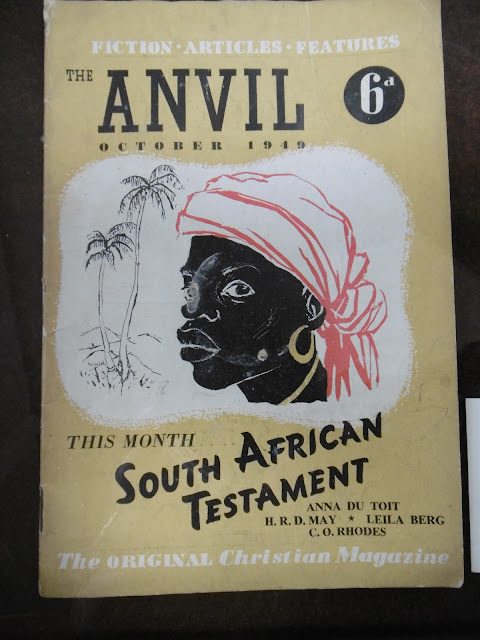 FICTION · ARTICLES · FEATURES
THE ANVIL 6d
OCTOBER 1949
THIS MONTH ....
SOUTH AFRICAN
TESTAMENT
ANNA DU TOIT
H. R. D. MAY ★ LEILA BERG
C. O. RHODES
The ORIGINAL Christian Magazine